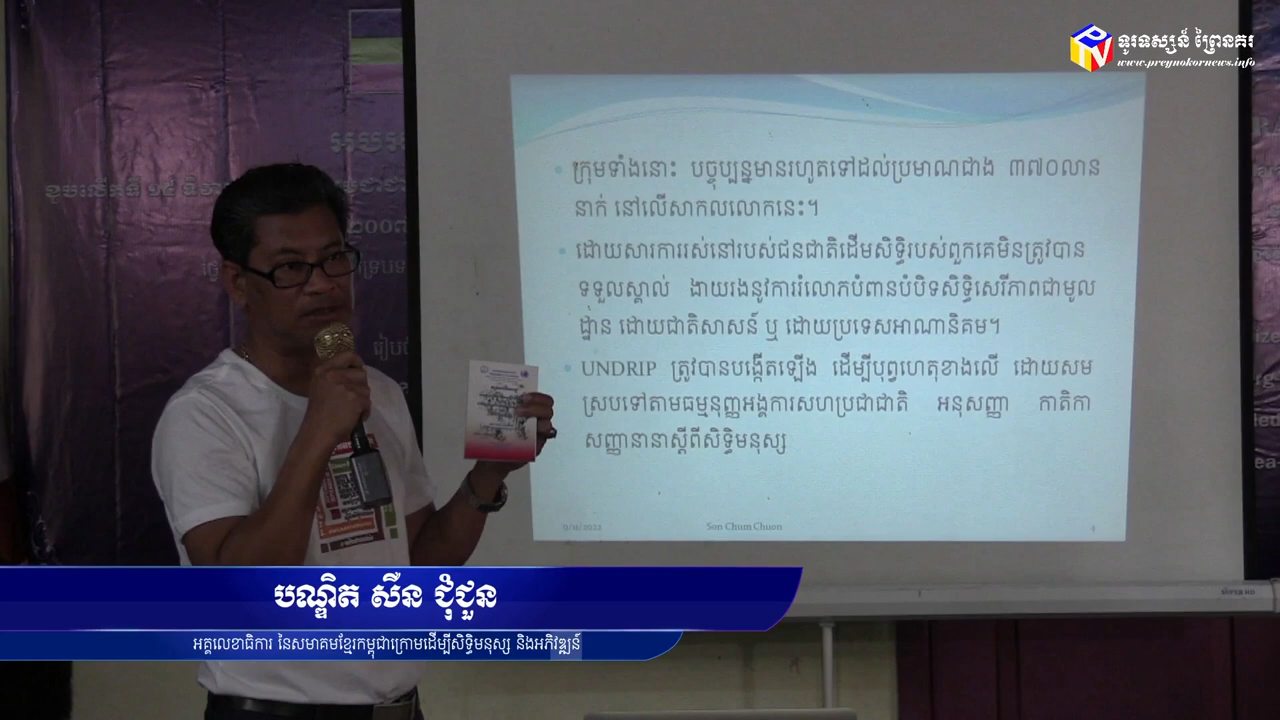 ទូរទស្សន៍ ព្រៃនគរ
www.preynokornews.info
• ក្រុមទាំងនោះ បច្ចុប្បន្នមានរហូតទៅដល់ប្រមាណជាង ៣៧០លាន
នាក់ នៅលើសាកលលោកនេះ។
• ដោយសារការរស់នៅរបស់ជនជាតិដើមសិទ្ធិរបស់ពួកគេមិនត្រូវបាន
ទទួលស្គាល់ ងាយរងនូវការរំលោភបំពានបំបិទសិទ្ធិសេរីភាពជាមូល
ដ្ឋាន ដោយជាតិសាសន៍ ឬ ដោយប្រទេសអាណានិគម។
• UNDRIP ត្រូវបានបង្កើតឡើង ដើម្បីបុព្វហេតុខាងលើ ដោយសម
ស្របទៅតាមធម្មនុញ្ញអង្គការសហប្រជាជាតិ អនុសញ្ញា កាតិកា
សញ្ញានានាស្តីពីសិទ្ធិមនុស្ស
Son Chum Chuon
4
ខួបលើកទី ១៥ ទិវា
២០០៧
បណ្ឌិត សឺន ជុំជួន
អគ្គលេខាធិការ នៃសមាគមខ្មែរកម្ពុជាក្រោមដើម្បីសិទ្ធិមនុស្ស និងអភិវឌ្ឍន៍